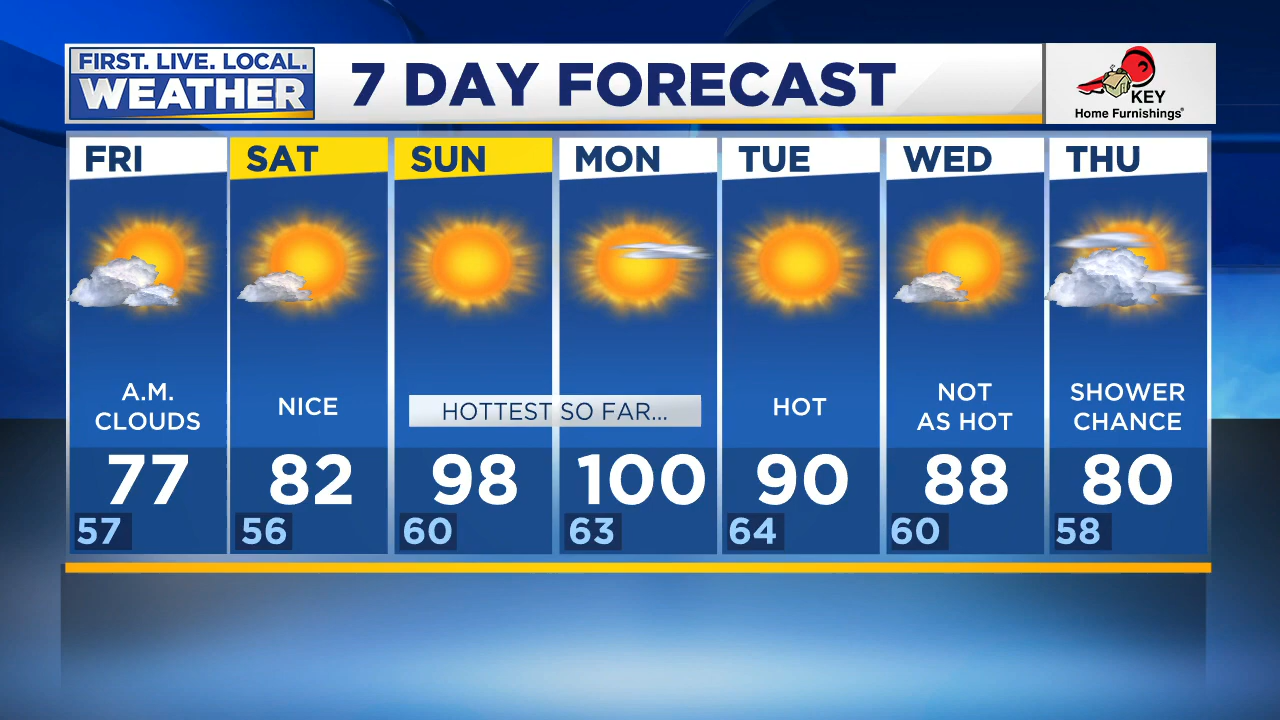 FIRST. LIVE. LOCAL.
WEATHER
7 DAY FORECAST
KEY
Home Furnishings®
FRI
SAT
SUN
MON
TUE
WED
THU
A.M.
CLOUDS
NICE
HOTTEST SO FAR...
HOT
NOT
AS HOT
SHOWER
CHANCE
77
82
98
100
90
88
80
57
56
60
63
64
60
58